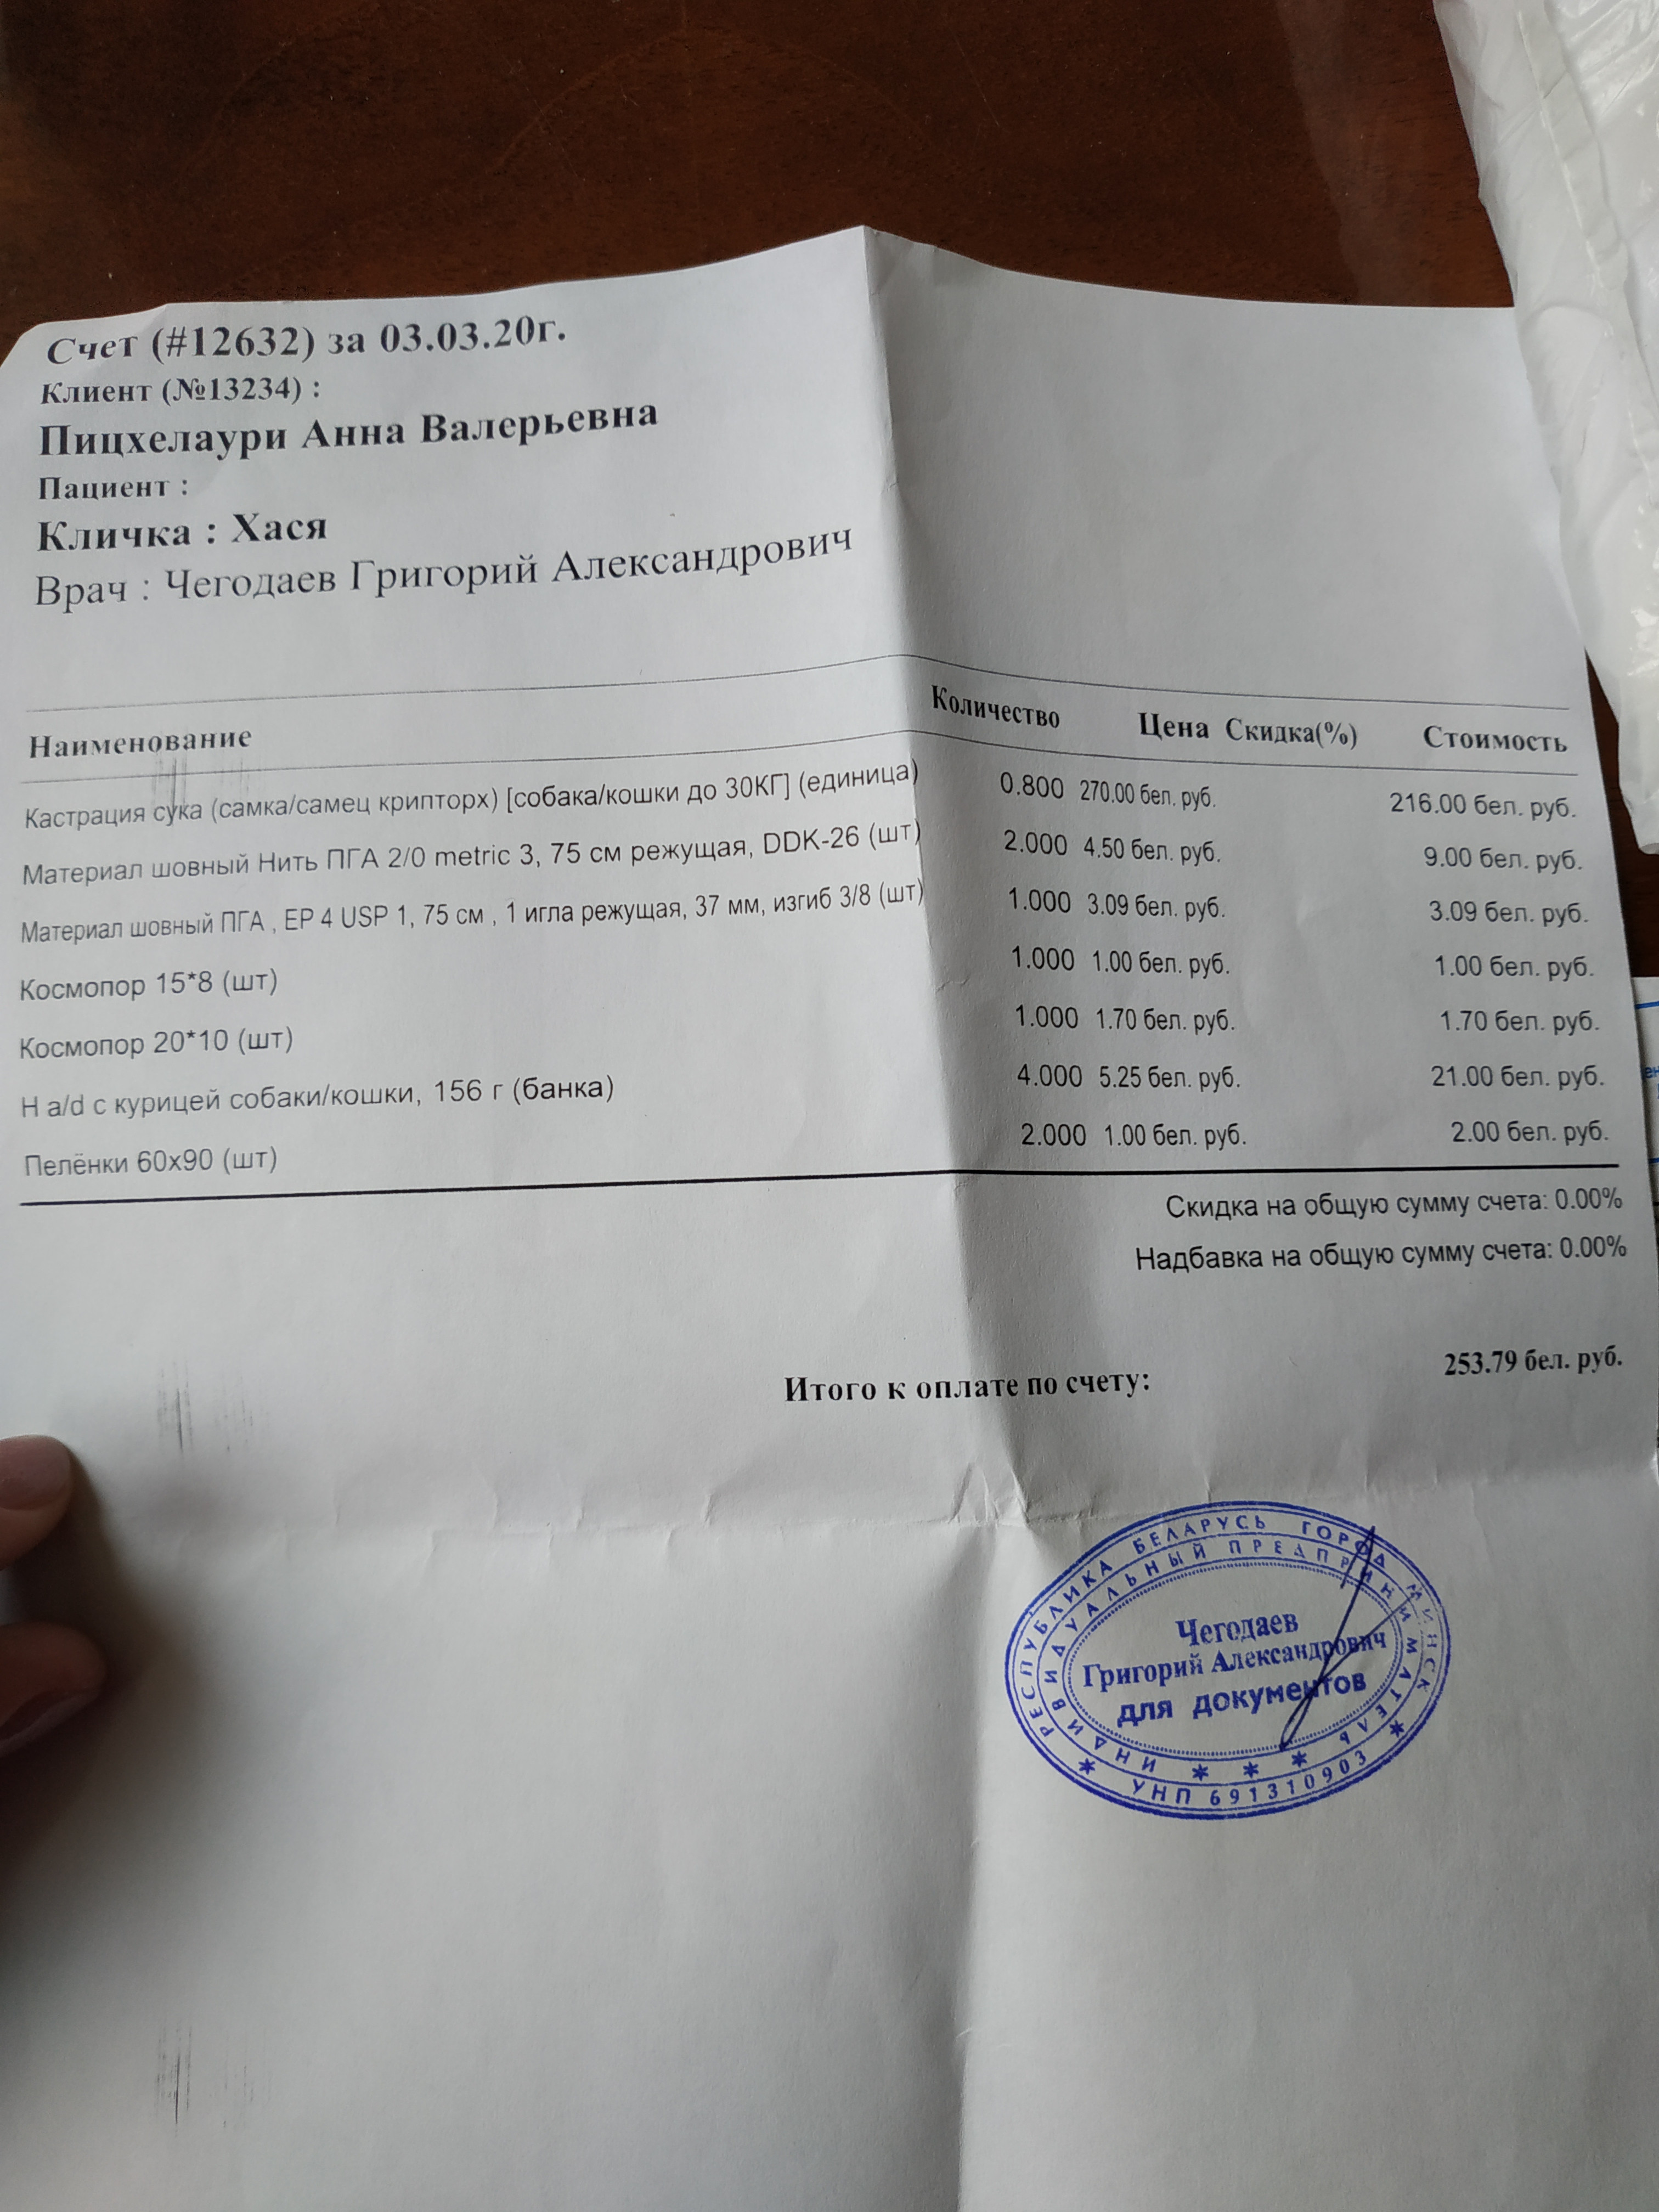 Счет (#12632) за 03.03.20г.
Клиент (№13234) :
Пицхелаури Анна Валерьевна
Пациент :
Кличка : Хася
Врач : Чегодаев Григорий Александрович
Наименование Количество Цена Скидка(%) Стоимость
Кастрация сука (самка/самец крипторх) [собака/кошки до 30КГ] (единица) 0.800 270.00 бел. руб. 216.00 бел. руб.
Материал шовный Нить ПГА 2/0 metric 3, 75 см режущая, DDK-26 (шт) 2.000 4.50 бел. руб. 9.00 бел. руб.
Материал шовный ПГА , EP 4 USP 1, 75 см , 1 игла режущая, 37 мм, изгиб 3/8 (шт) 1.000 3.09 бел. руб. 3.09 бел. руб.
Космопор 15*8 (шт) 1.000 1.00 бел. руб. 1.00 бел. руб.
Космопор 20*10 (шт) 1.000 1.70 бел. руб. 1.70 бел. руб.
H a/d с курицей собаки/кошки, 156 г (банка) 4.000 5.25 бел. руб. 21.00 бел. руб.
Пелёнки 60x90 (шт) 2.000 1.00 бел. руб. 2.00 бел. руб.
Скидка на общую сумму счета: 0.00%
Надбавка на общую сумму счета: 0.00%
Итого к оплате по счету: 253.79 бел. руб.
РЕСПУБЛИКА БЕЛАРУСЬ ГОРОД МИНСК
ИНДИВИДУАЛЬНЫЙ ПРЕДПРИНИМАТЕЛЬ
Чегодаев
Григорий Александрович
для документов
УНП 691310903